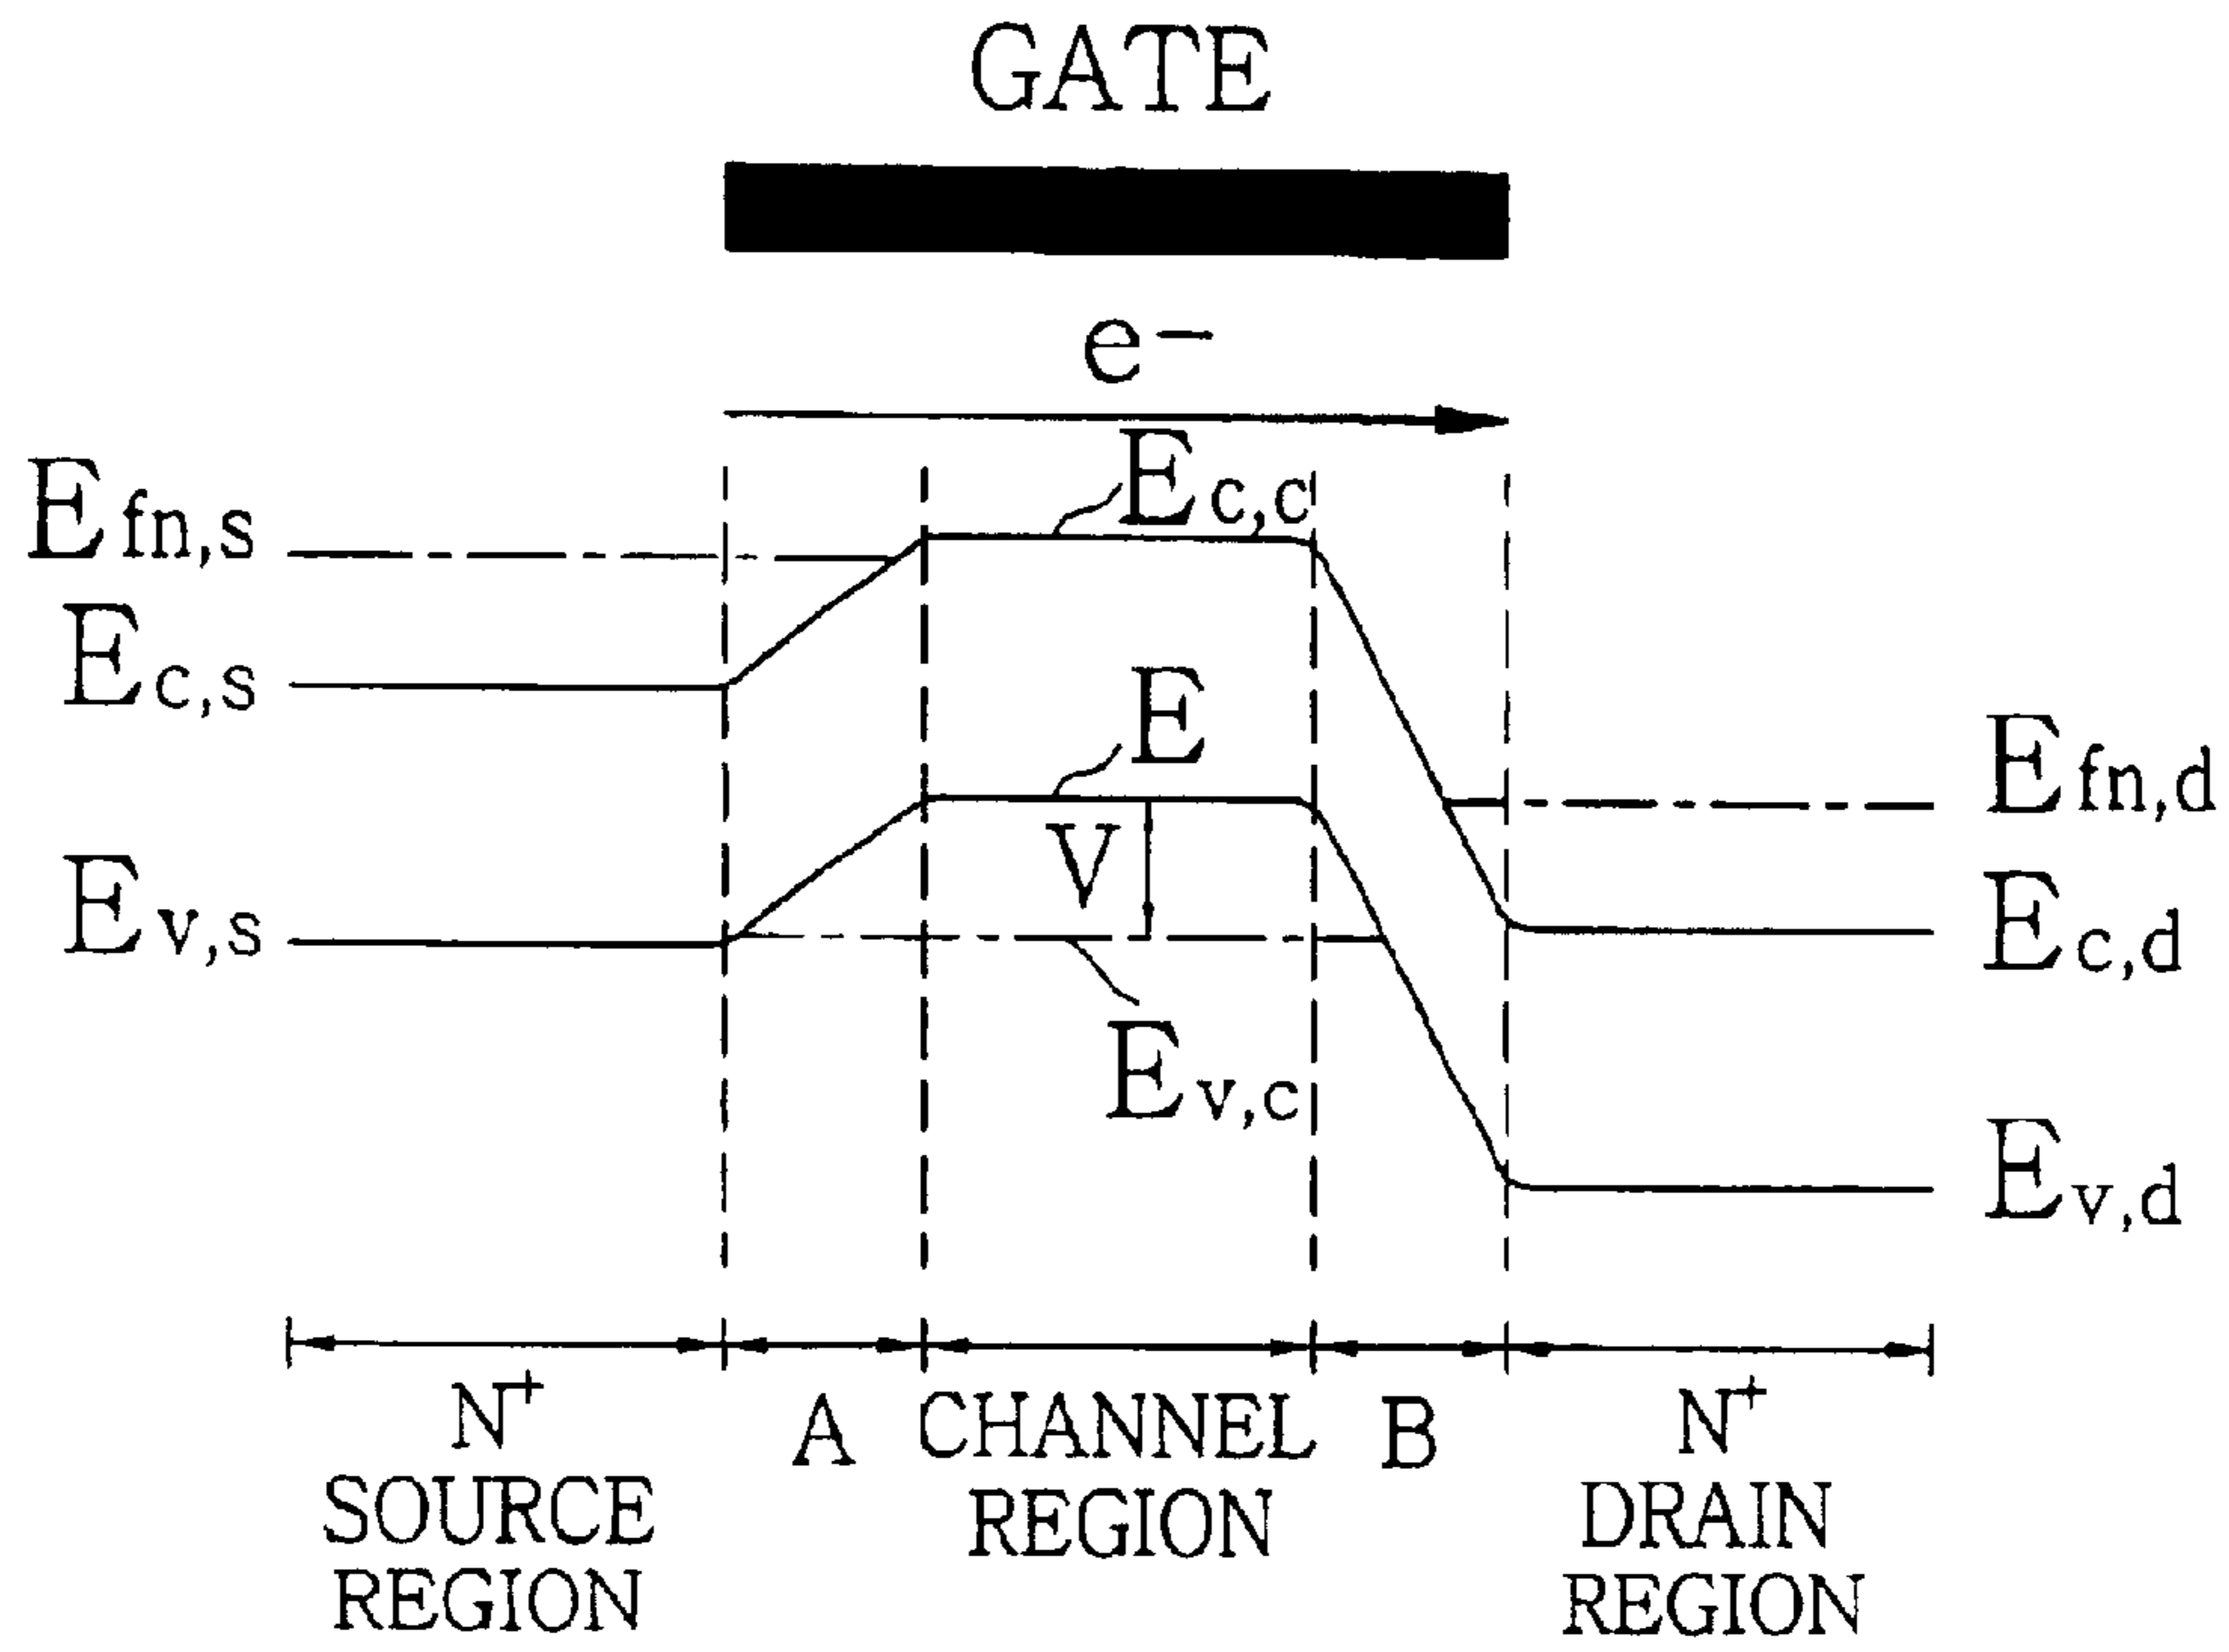 GATE
e−
Efn,s
Ec,c
Ec,s
E
Efn,d
V
Ev,s
Ec,d
Ev,c
Ev,d
N+
SOURCE
REGION
A
CHANNEL
REGION
B
N+
DRAIN
REGION